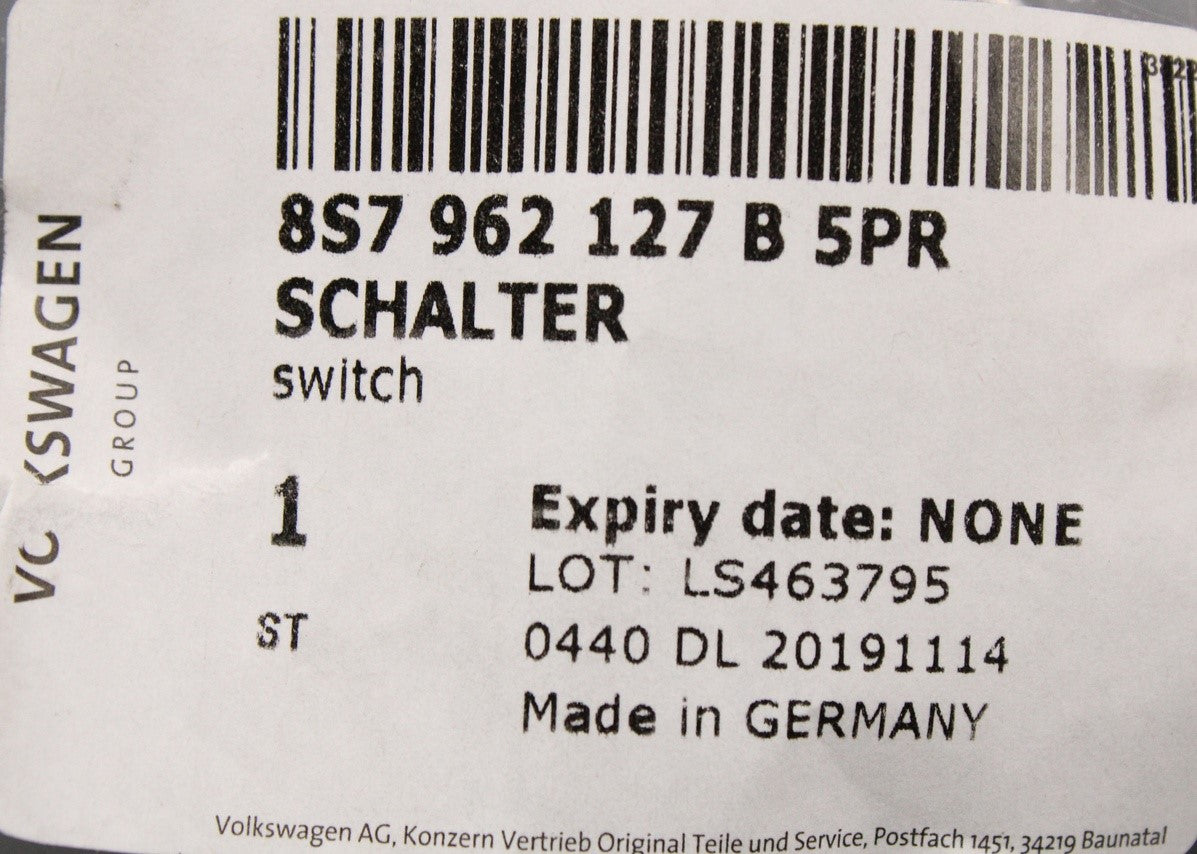 8S7 962 127 B 5PR
SCHALTER
switch
1
ST
Expiry date: NONE
LOT: LS463795
0440 DL 20191114
Made in GERMANY
GROUP
Volkswagen AG, Konzern Vertrieb Original Teile und Service, Postfach 1451, 34219 Baunatal